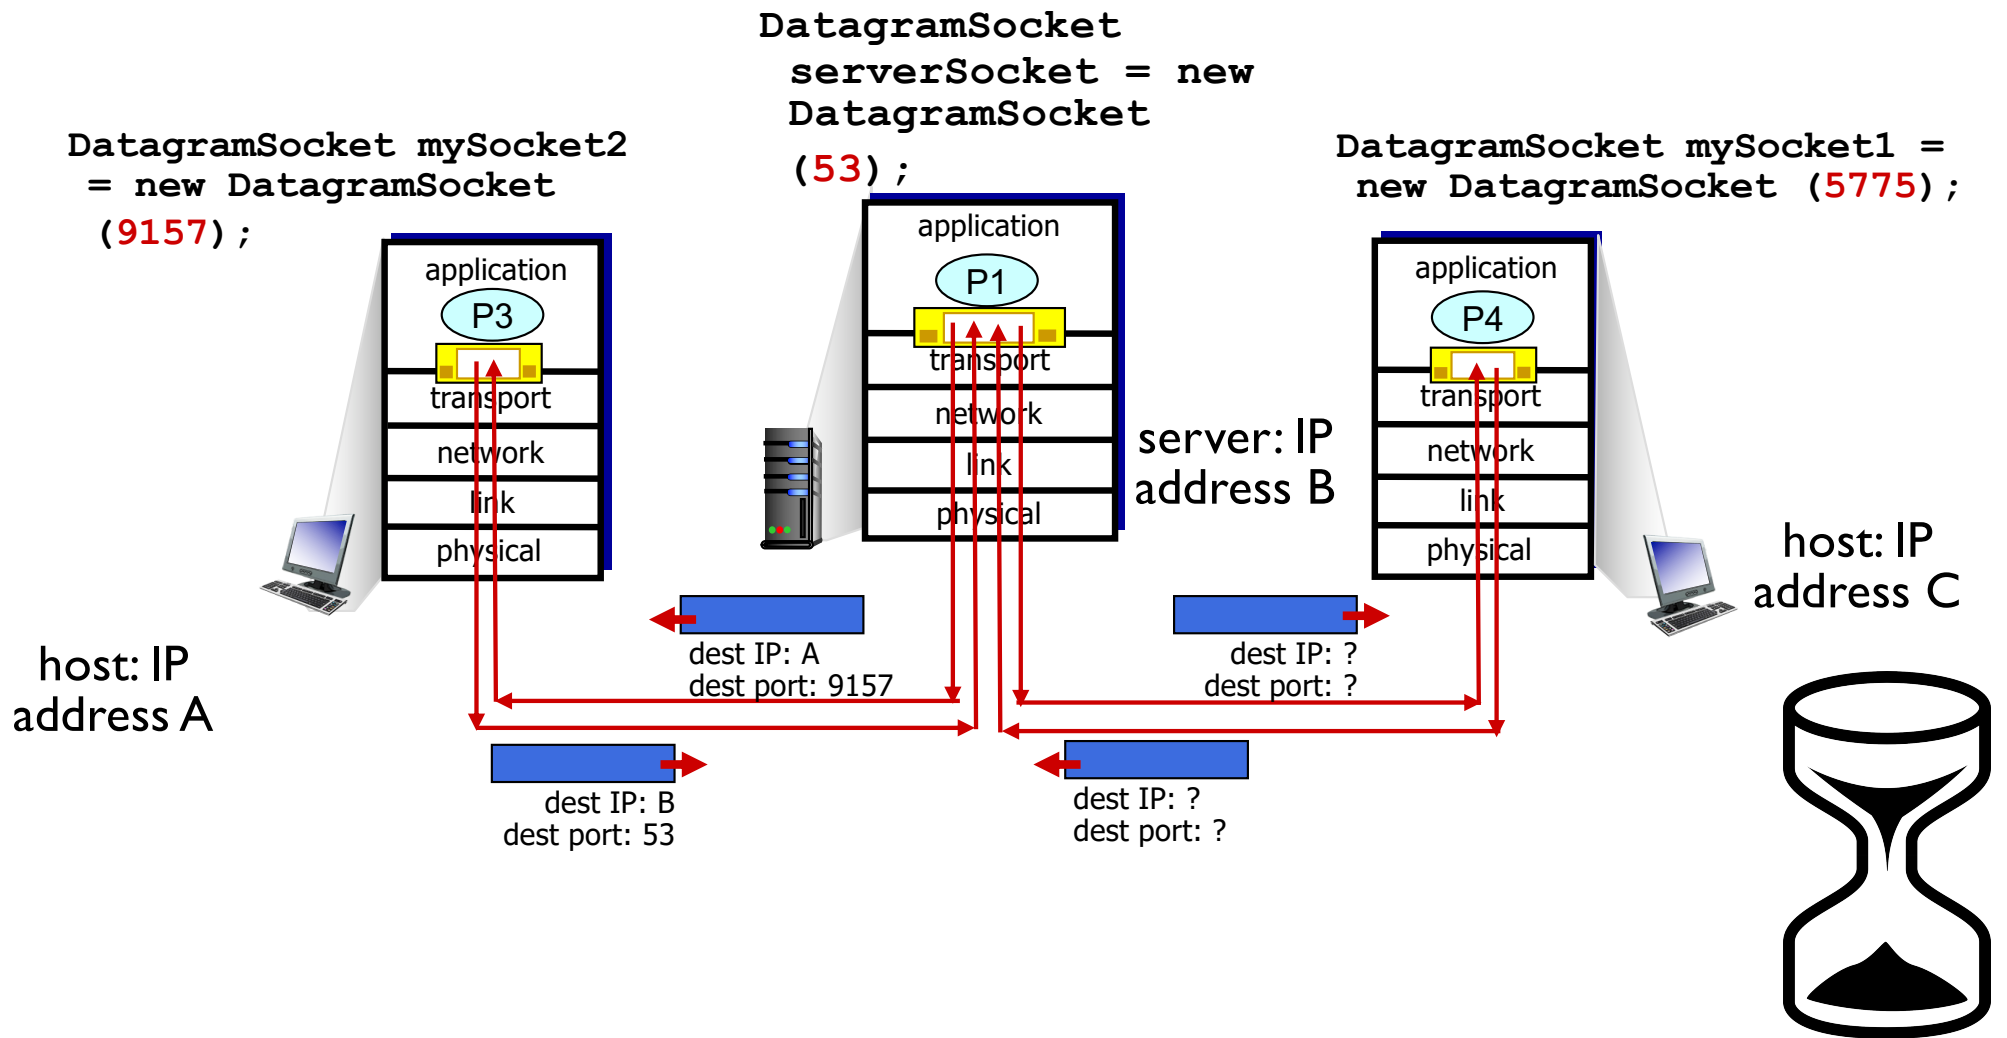 DatagramSocket
serverSocket = new
DatagramSocket
(53);
DatagramSocket mySocket2
= new DatagramSocket
(9157);
DatagramSocket mySocket1 =
new DatagramSocket (5775);
application
P3
transport
network
link
physical
application
P1
transport
network
link
physical
application
P4
transport
network
link
physical
server: IP
address B
host: IP
address C
host: IP
address A
dest IP: A
dest port: 9157
dest IP: ?
dest port: ?
dest IP: B
dest port: 53
dest IP: ?
dest port: ?